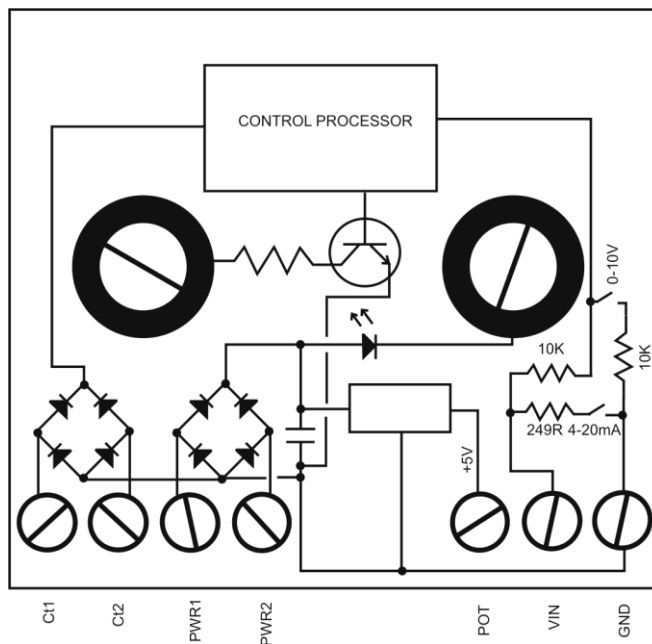 CONTROL PROCESSOR
0-10V
10K
10K
249R 4-20mA
+5V
Ct1
Ct2
PWR1
PWR2
POT
VIN
GND